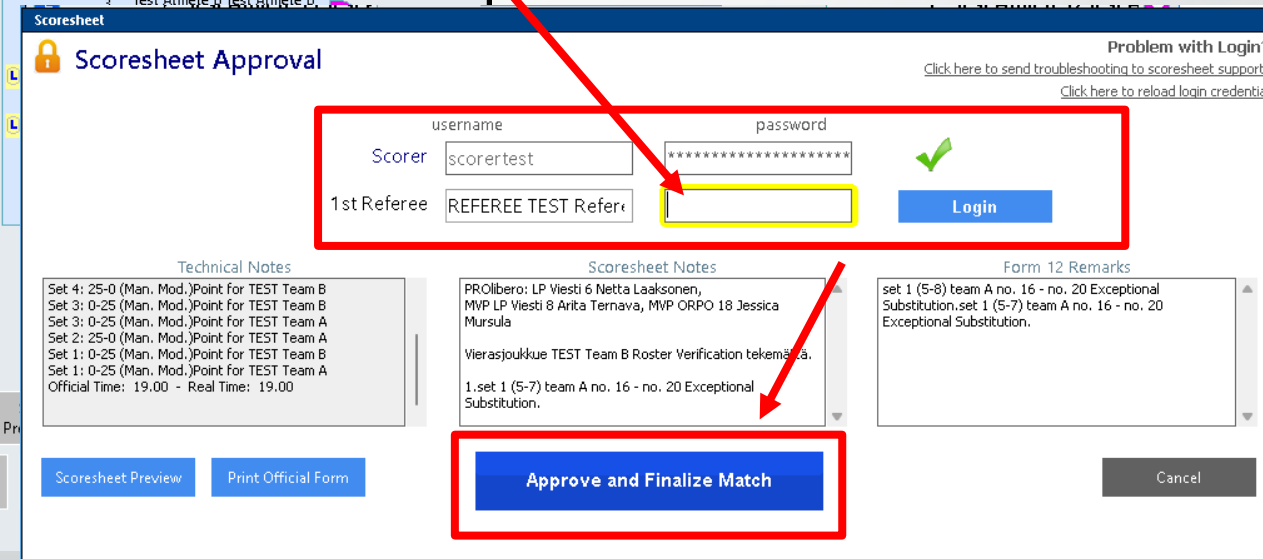 Scoresheet
Scoresheet Approval
Problem with Login?
Click here to send troubleshooting to scoresheet support
Click here to reload login credentia
username password
Scorer scorertest *********************
1st Referee REFEREE TEST Refere Login
Technical Notes
Set 4: 25-0 (Man. Mod.)Point for TEST Team B
Set 3: 0-25 (Man. Mod.)Point for TEST Team B
Set 3: 0-25 (Man. Mod.)Point for TEST Team A
Set 2: 25-0 (Man. Mod.)Point for TEST Team A
Set 1: 0-25 (Man. Mod.)Point for TEST Team B
Set 1: 0-25 (Man. Mod.)Point for TEST Team A
Official Time: 19.00 - Real Time: 19.00
Scoresheet Notes
PROlibero: LP Viesti 6 Netta Laaksonen,
MVP LP Viesti 8 Arita Ternava, MVP ORPO 18 Jessica
Mursula
Vierasjoukkue TEST Team B Roster Verification tekemättä.
1.set 1 (5-7) team A no. 16 - no. 20 Exceptional
Substitution.
Form 12 Remarks
set 1 (5-8) team A no. 16 - no. 20 Exceptional
Substitution.set 1 (5-7) team A no. 16 - no. 20
Exceptional Substitution.
Scoresheet Preview
Print Official Form
Approve and Finalize Match
Cancel